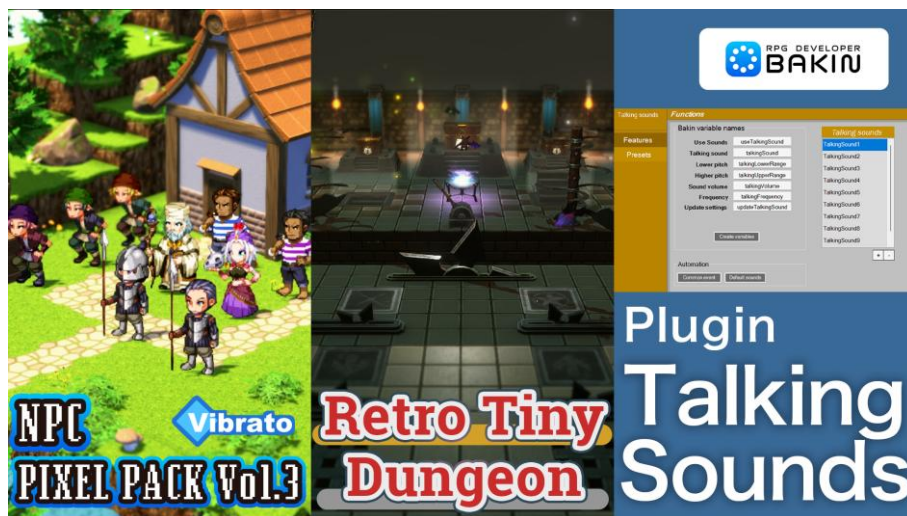 NPC
Vibrato
PIXEL PACK Vol.3
Retro Tiny
Dungeon
RPG DEVELOPER
BAKIN
Talking sounds
Functions
Features
Presets
Bakin variable names
Use Sounds useTalkingSound
Talking sound talkingSound
Lower pitch talkingLowerRange
Higher pitch talkingUpperRange
Sound volume talkingVolume
Frequency talkingFrequency
Update settings updateTalkingSound
Create variables
Automation
Common event Default sounds
Talking sounds
TalkingSound1
TalkingSound2
TalkingSound3
TalkingSound4
TalkingSound5
TalkingSound6
TalkingSound7
TalkingSound8
TalkingSound9
+ -
Plugin
Talking
Sounds